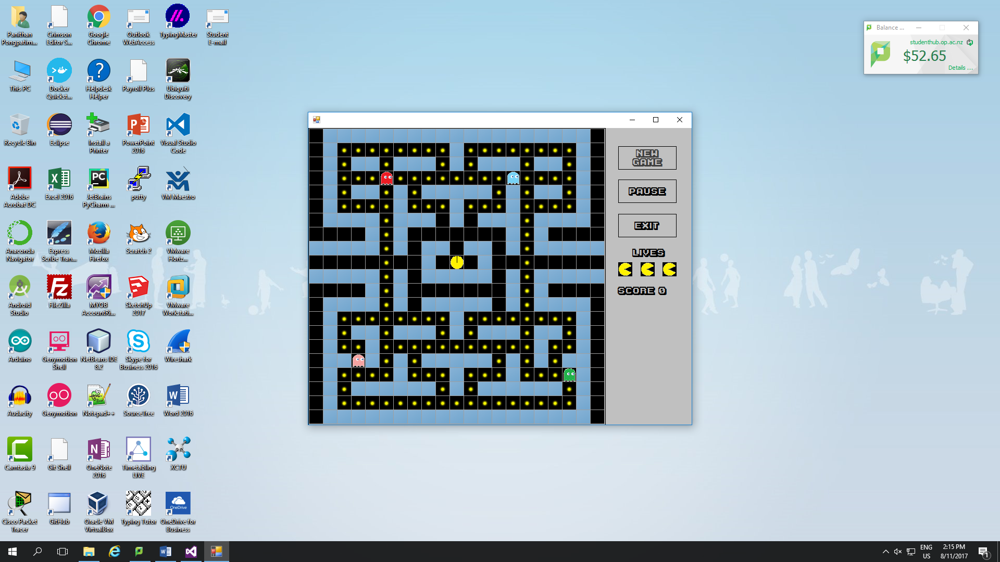 Panithan
Pongpatim...
Crimson
Editor S...
Google
Chrome
Outlook
WebAccess
TypingMaster
Student
E-mail
This PC
Docker
Quickst...
Helpdesk
Helper
Payroll Plus
Ubiquiti
Discovery
Recycle Bin
Eclipse
Install a
Printer
PowerPoint
2016
Visual Studio
Code
Adobe
Acrobat DC
Excel 2016
JetBrains
PyCharm ...
putty
VM Maestro
Anaconda
Navigator
Express
Scribe Tran...
Mozilla
Firefox
Scratch 2
VMware
Horiz...
Android
Studio
FileZilla
MYOB
AccountRi...
SketchUp
2017
VMware
Workstati...
Arduino
Genymotion
Shell
NetBeans IDE
8.2
Skype for
Business 2016
Wireshark
Audacity
Genymotion
Notepad++
SourceTree
Word 2016
Camtasia 9
Git Shell
OneNote
2016
Timetabling
LIVE
XCTU
Cisco Packet
Tracer
GitHub
Oracle VM
VirtualBox
Typing Tutor
OneDrive
OneDrive for
Business
Balance ...
studenthub.op.ac.nz
$52.65
Details ...
NEW
GAME
PAUSE
EXIT
LIVES
SCORE 0
ENG
US
2:15 PM
8/11/2017
1